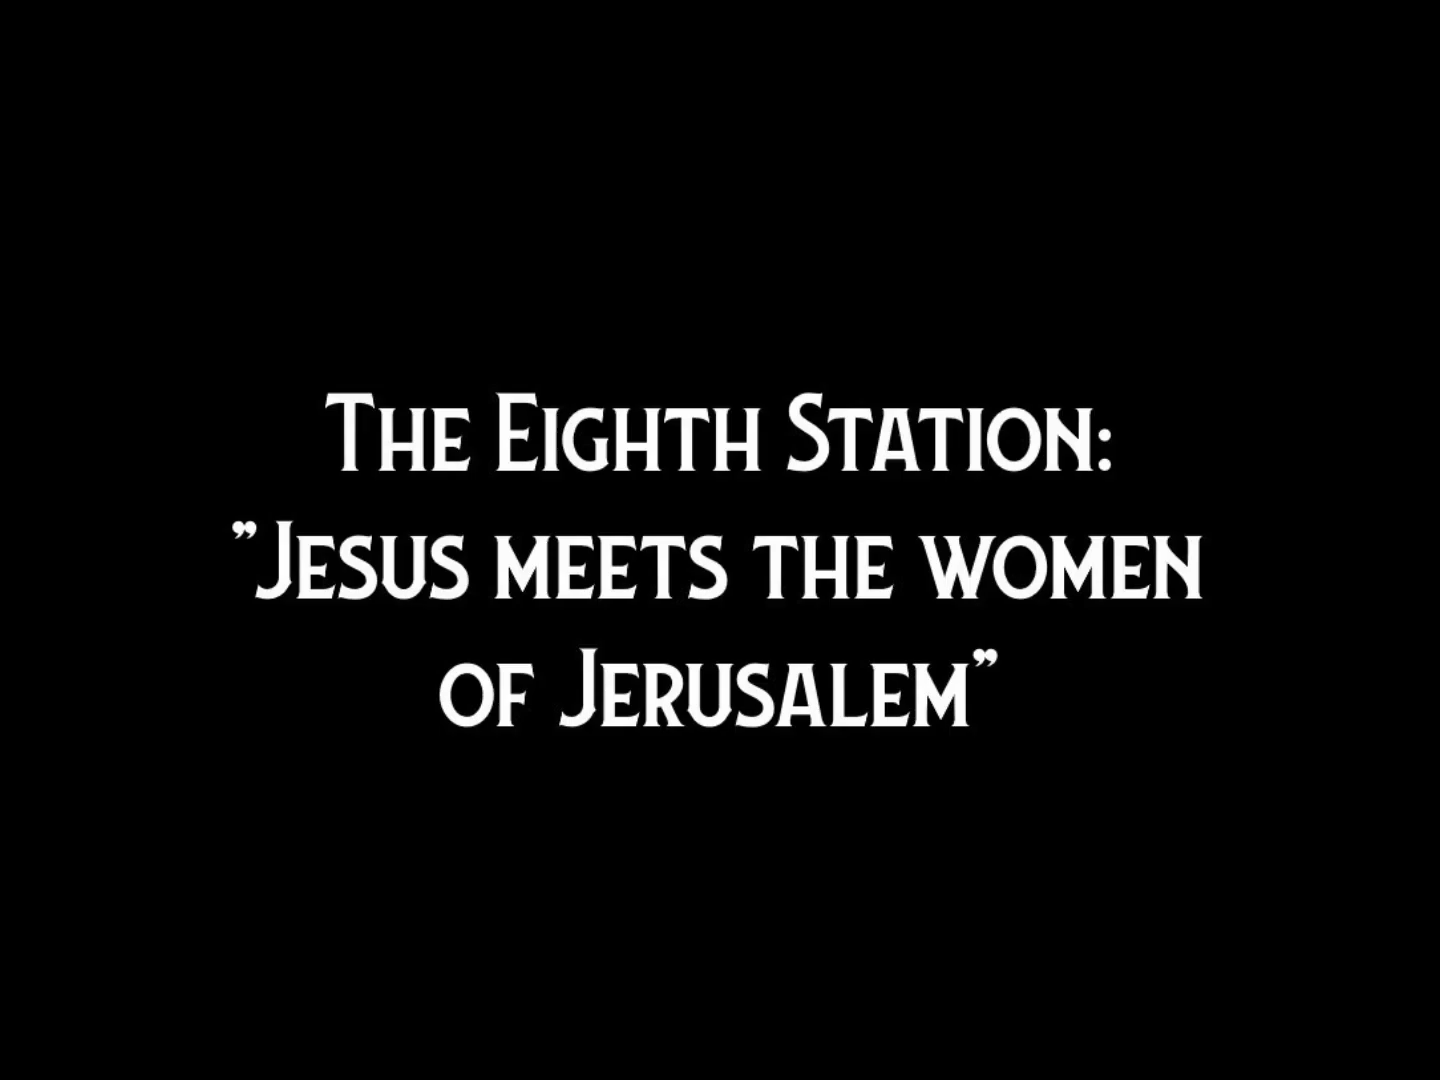 The Eighth Station:
”Jesus meets the women
of Jerusalem”